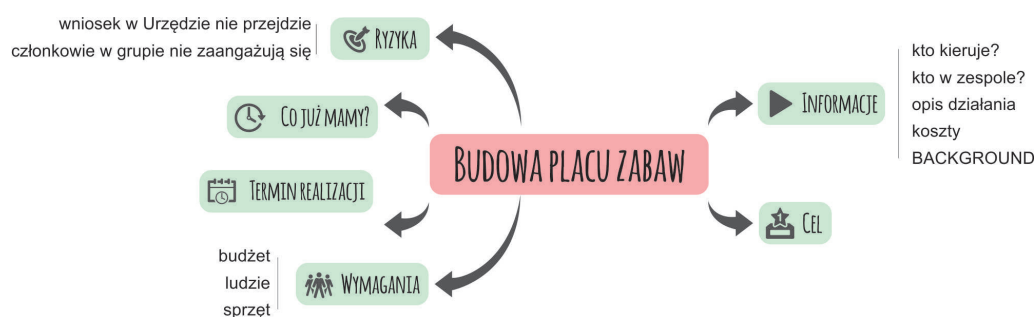 wniosek w Urzędzie nie przejdzie
członkowie w grupie nie zaangażują się
RYZYKA
CO JUŻ MAMY?
TERMIN REALIZACJI
budżet
ludzie
sprzęt
WYMAGANIA
BUDOWA PLACU ZABAW
INFORMACJE
kto kieruje?
kto w zespole?
opis działania
koszty
BACKGROUND
1
CEL